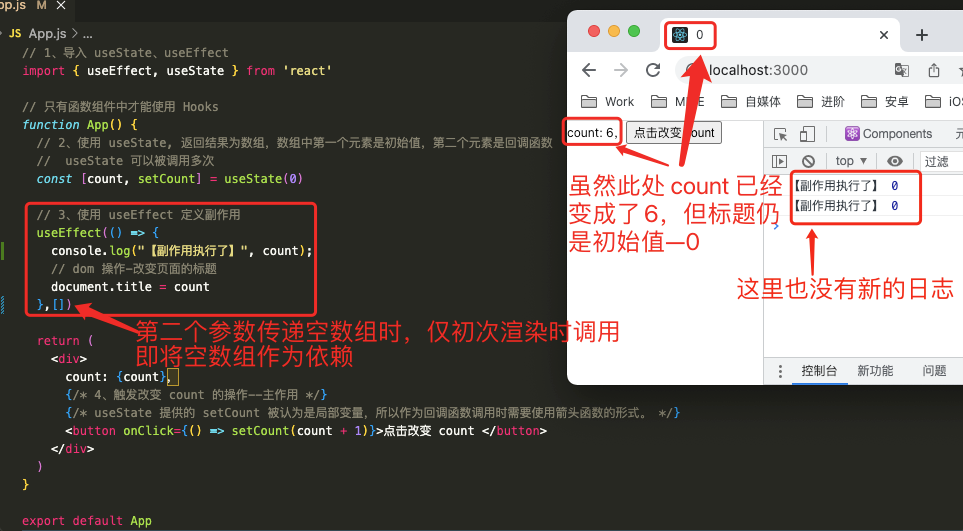 pp.js M ×
JS App.js > ...
// 1、导入 useState、useEffect
import { useEffect, useState } from 'react'
// 只有函数组件中才能使用 Hooks
function App() {
// 2、使用 useState, 返回结果为数组，数组中第一个元素是初始值，第二个元素是回调函数
// useState 可以被调用多次
const [count, setCount] = useState(0)
// 3、使用 useEffect 定义副作用
useEffect(() => {
console.log("【副作用执行了】", count);
// dom 操作-改变页面的标题
document.title = count
},[])
第二个参数传递空数组时，仅初次渲染时调用
即将空数组作为依赖
return (
<div>
count: {count},
{/* 4、触发改变 count 的操作--主作用 */}
{/* useState 提供的 setCount 被认为是局部变量，所以作为回调函数调用时需要使用箭头函数的形式。 */}
<button onClick={() => setCount(count + 1)}>点击改变 count </button>
</div>
)
}
export default App
0
localhost:3000
Work
自媒体
进阶
安卓
iOS
count: 6,
点击改变 count
Components
top ▼
过滤
【副作用执行了】 0
【副作用执行了】 0
虽然此处 count 已经
变成了 6，但标题仍
是初始值—0
这里也没有新的日志
控制台 新功能 问题